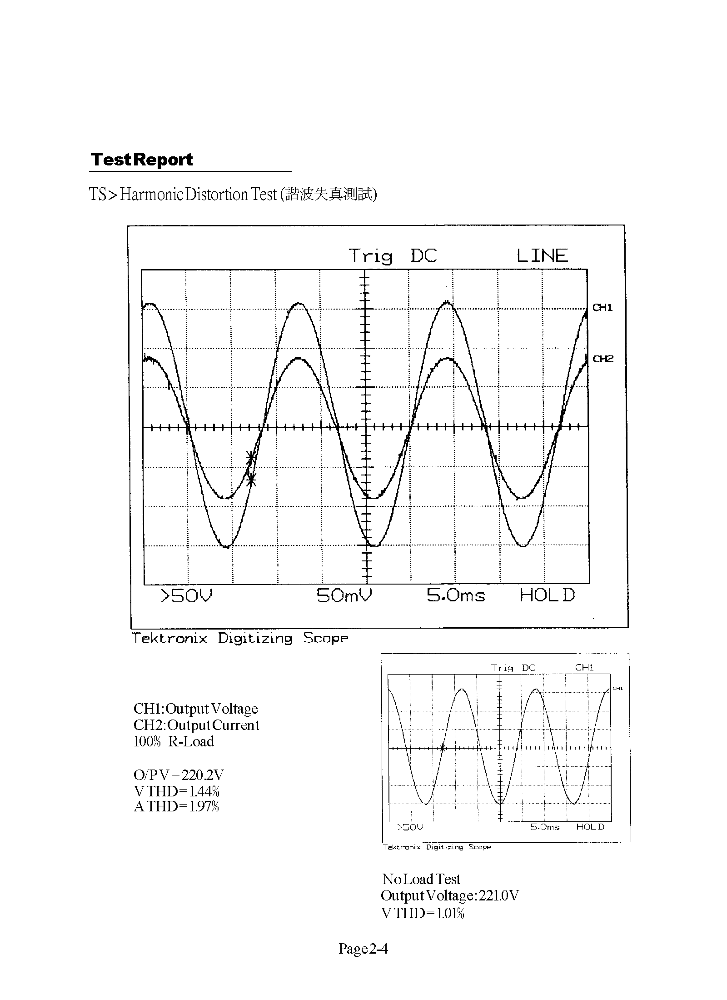 Test Report
TS> Harmonic Distortion Test (諧波失真測試)
Trig DC LINE
CH1
CH2
>50V 50mV 5.0ms HOLD
Tektronix Digitizing Scope
Trig DC CH1
CH1
>50V 5.0ms HOLD
Tektronix Digitizing Scope
CH1:Output Voltage
CH2:Output Current
100% R-Load
O/P V=220.2V
V THD=1.44%
A THD=1.97%
No Load Test
Output Voltage:221.0V
V THD=1.01%
Page2-4